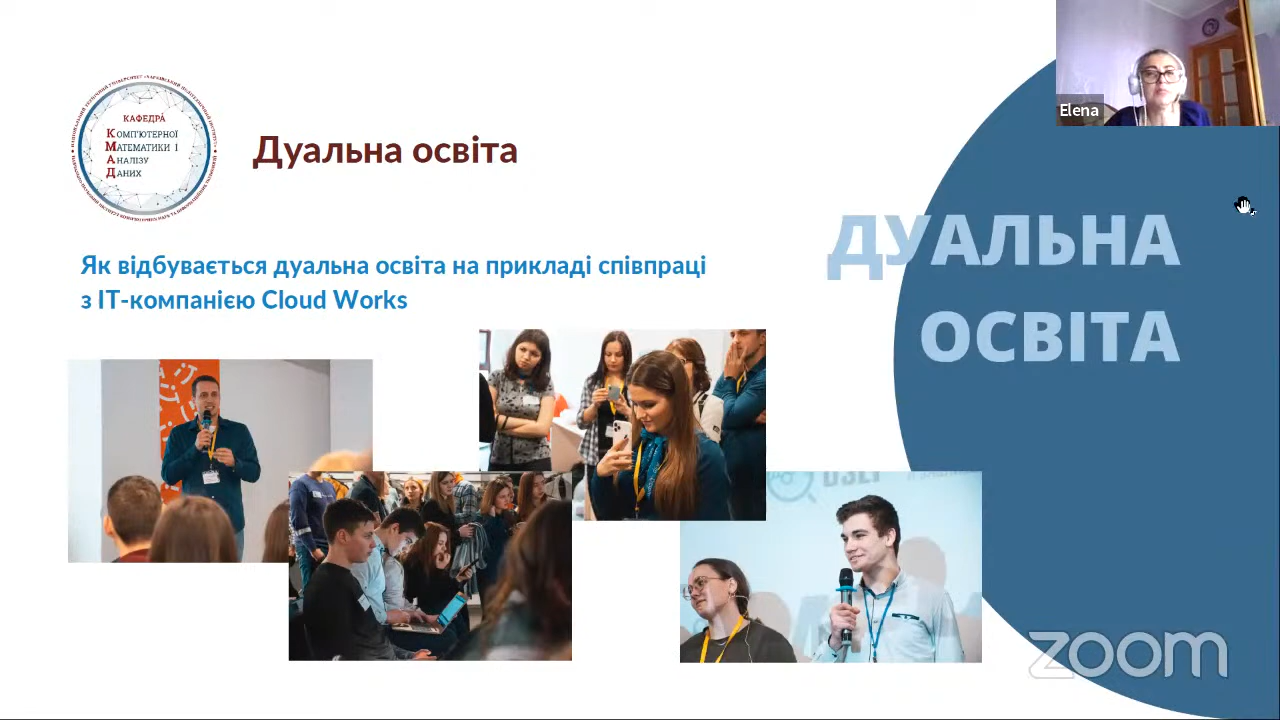 КАФЕДРА
КОМП'ЮТЕРНОЇ
МАТЕМАТИКИ І
АНАЛІЗУ
ДАНИХ
Дуальна освіта
Elena
ДУАЛЬНА
ОСВІТА
Як відбувається дуальна освіта на прикладі співпраці
з ІТ-компанією Cloud Works
zoom